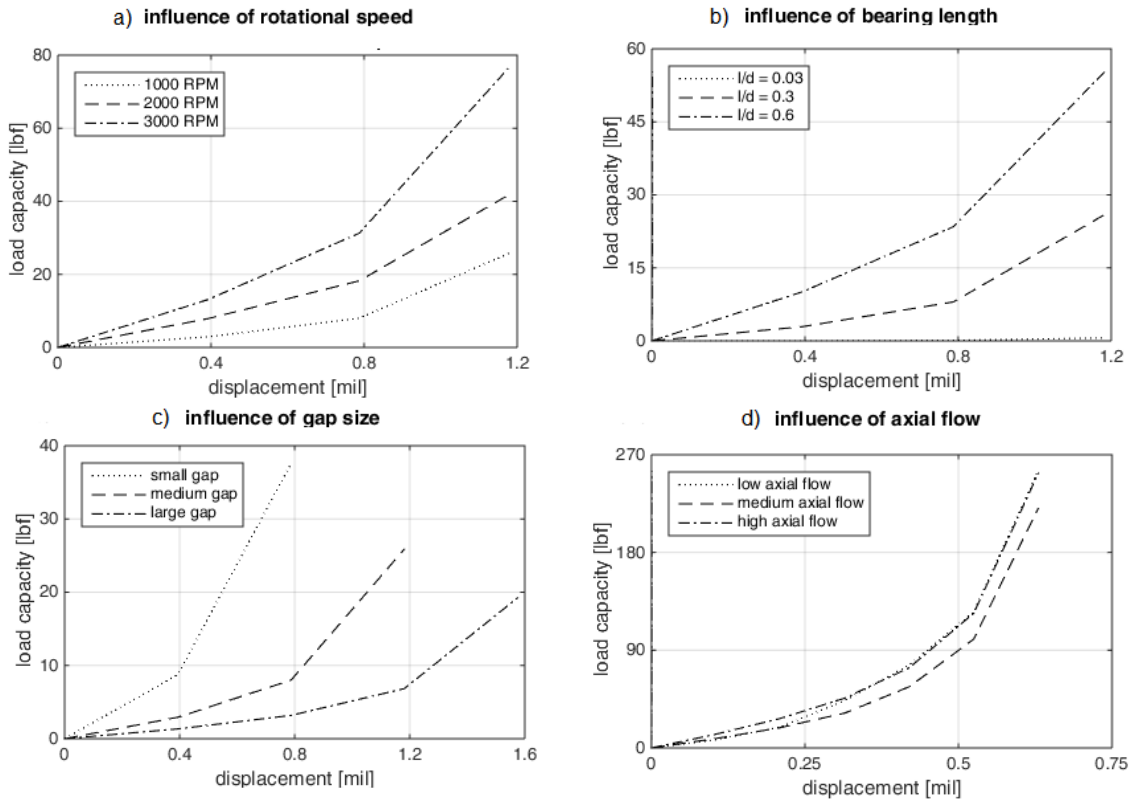 a) influence of rotational speed
80
60
40
20
0
load capacity [lbf]
1000 RPM
2000 RPM
3000 RPM
0 0.4 0.8 1.2
displacement [mil]
b) influence of bearing length
60
45
30
15
0
load capacity [lbf]
l/d = 0.03
l/d = 0.3
l/d = 0.6
0 0.4 0.8 1.2
displacement [mil]
c) influence of gap size
40
30
20
10
0
load capacity [lbf]
small gap
medium gap
large gap
0 0.4 0.8 1.2 1.6
displacement [mil]
d) influence of axial flow
270
180
90
0
load capacity [lbf]
low axial flow
medium axial flow
high axial flow
0 0.25 0.5 0.75
displacement [mil]